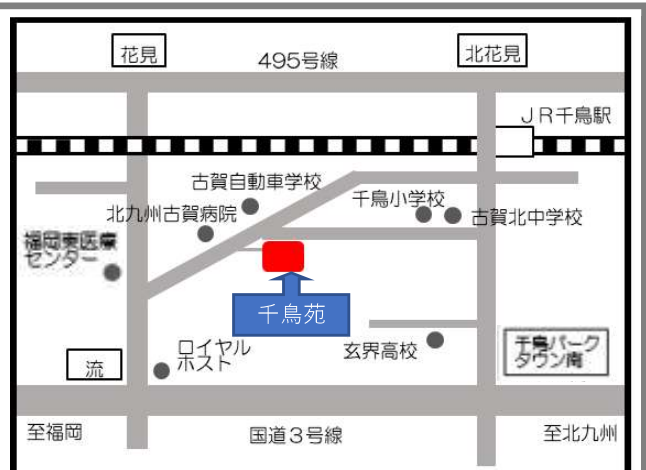 花見
495号線
北花見
JR千鳥駅
古賀自動車学校
千鳥小学校
北九州古賀病院
古賀北中学校
福岡東医療
センター
千鳥苑
ロイヤル
ホスト
玄界高校
千鳥パーク
タウン南
流
至福岡
国道3号線
至北九州